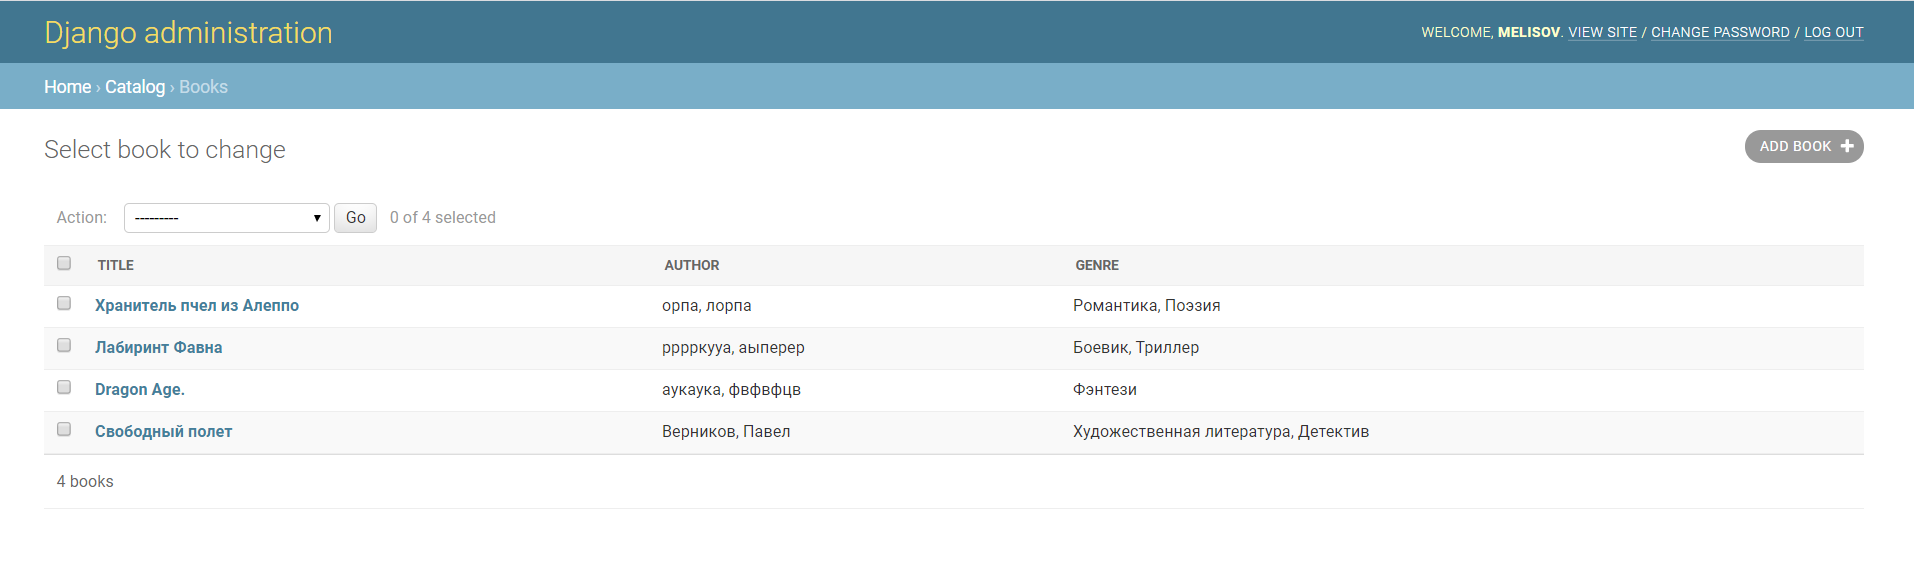 Django administration
WELCOME, MELISOV. VIEW SITE / CHANGE PASSWORD / LOG OUT
Home › Catalog › Books
Select book to change
ADD BOOK +
Action: --------- Go 0 of 4 selected
TITLE AUTHOR GENRE
Хранитель пчел из Алеппо орпа, лорпа Романтика, Поэзия
Лабиринт Фавна рррркууа, аыперер Боевик, Триллер
Dragon Age. аукаука, фвфвфцв Фэнтези
Свободный полет Верников, Павел Художественная литература, Детектив
4 books